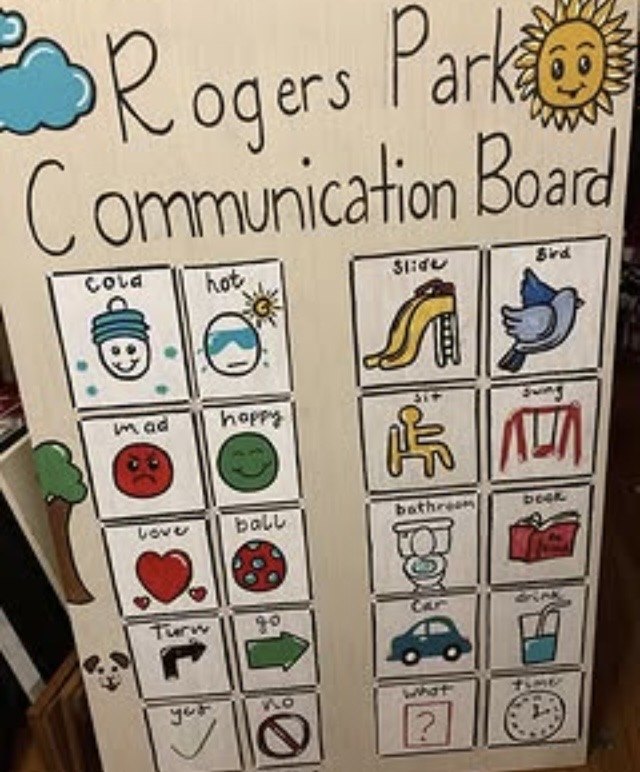 Rogers Park
Communication Board
cold hot slide Bird
mad happy sit swing
love ball bathroom book
Turn go car drink
yes no what time
?